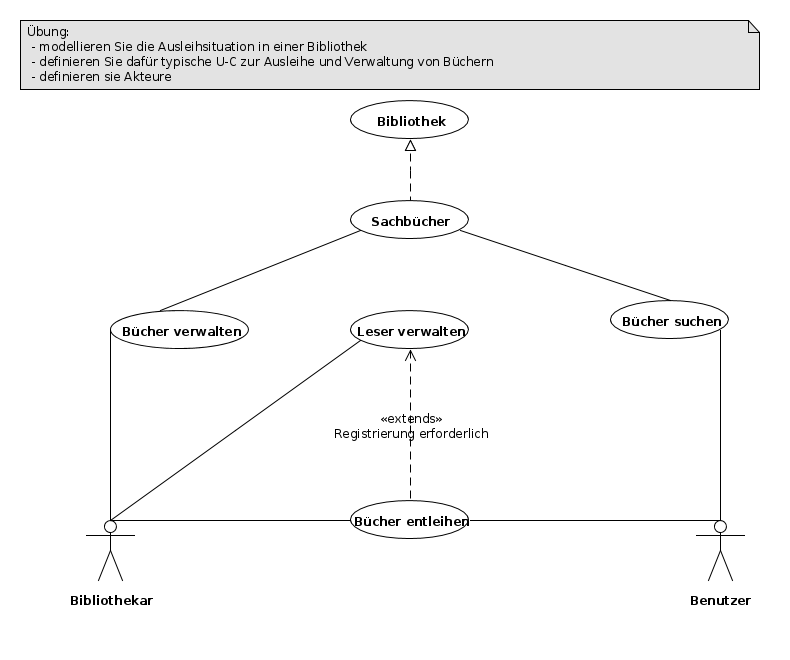 Übung:
- modellieren Sie die Ausleihsituation in einer Bibliothek
- definieren Sie dafür typische U-C zur Ausleihe und Verwaltung von Büchern
- definieren sie Akteure
Bibliothek
Sachbücher
Bücher verwalten
Leser verwalten
Bücher suchen
«extends»
Registrierung erforderlich
Bücher entleihen
Bibliothekar
Benutzer